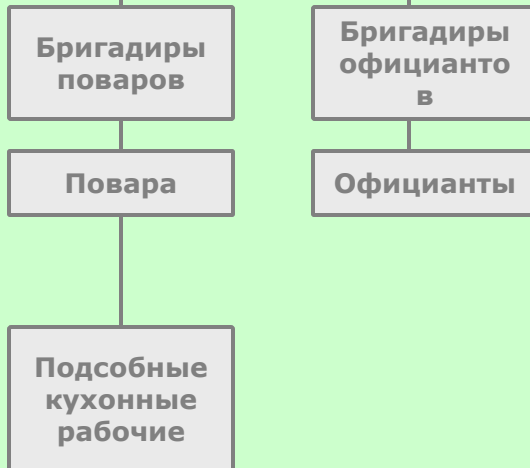 Бригадиры
поваров
Бригадиры
официанто
в
Повара
Официанты
Подсобные
кухонные
рабочие